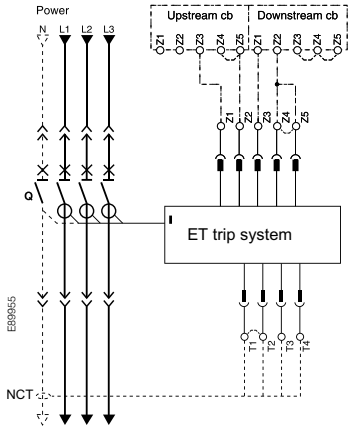 Power
Upstream cb
Downstream cb
N L1 L2 L3
Z1 Z2 Z3 Z4 Z5
Z1 Z2 Z3 Z4 Z5
Z1 Z2 Z3 Z4 Z5
Q
ET trip system
E89955
T1 T2 T3 T4
NCT